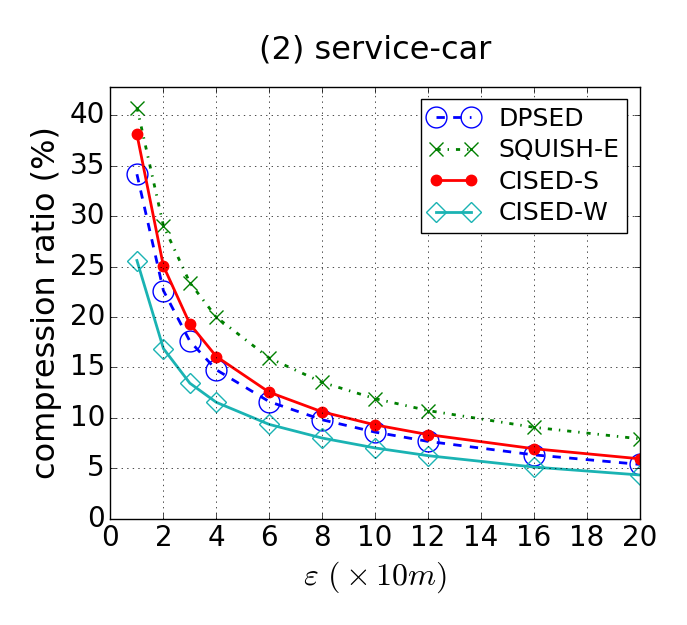 (2) service-car
compression ratio (%)
40
35
30
25
20
15
10
5
0
DPSED
SQUISH-E
CISED-S
CISED-W
0 2 4 6 8 10 12 14 16 18 20
ε (×10m)